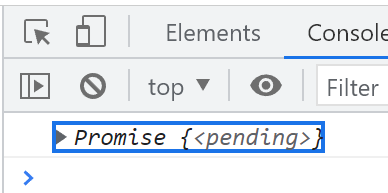 Elements Console
top Filter
Promise {<pending>}